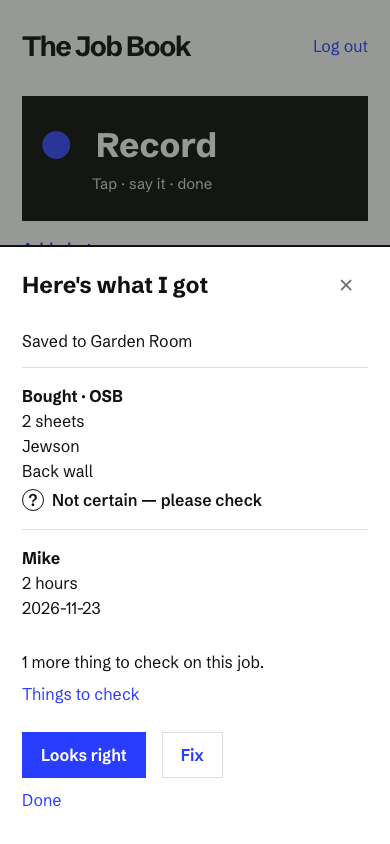 The Job Book
Log out
Record
Tap · say it · done
Here's what I got
×
Saved to Garden Room
Bought · OSB
2 sheets
Jewson
Back wall
? Not certain — please check
Mike
2 hours
2026-11-23
1 more thing to check on this job.
Things to check
Looks right
Fix
Done